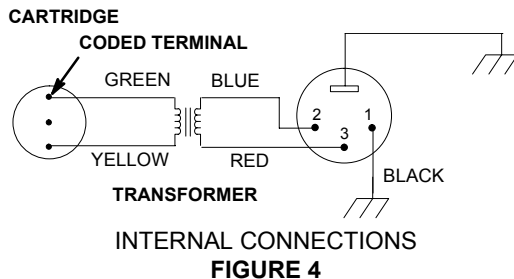 CARTRIDGE
CODED TERMINAL
GREEN
BLUE
2
1
3
YELLOW
RED
BLACK
TRANSFORMER
INTERNAL CONNECTIONS
FIGURE 4